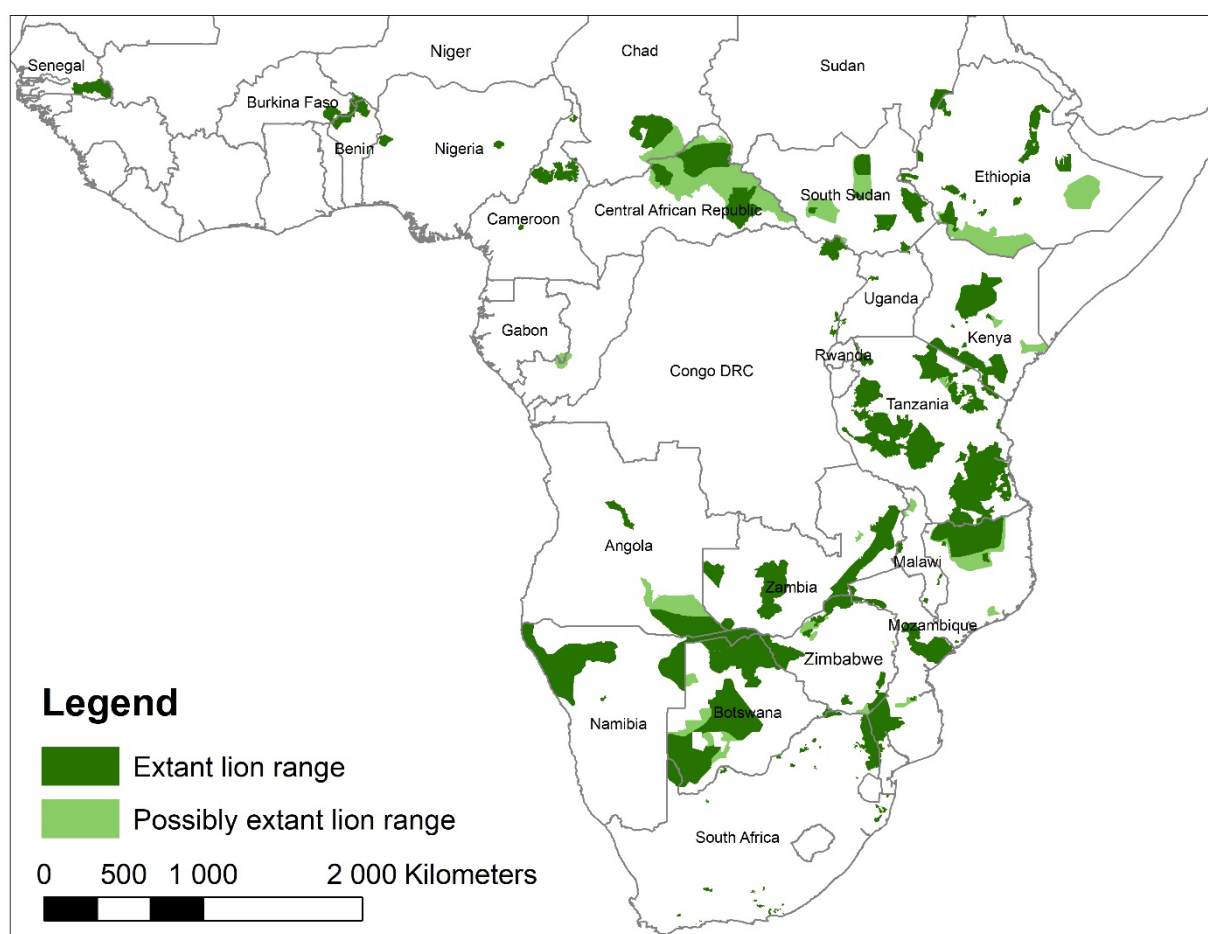 Niger
Chad
Sudan
Senegal
Burkina Faso
Benin
Nigeria
Ethiopia
South Sudan
Central African Republic
Cameroon
Uganda
Gabon
Kenya
Rwanda
Congo DRC
Tanzania
Angola
Malawi
Zambia
Mozambique
Zimbabwe
Namibia
Botswana
South Africa
Legend
Extant lion range
Possibly extant lion range
0 500 1 000 2 000 Kilometers